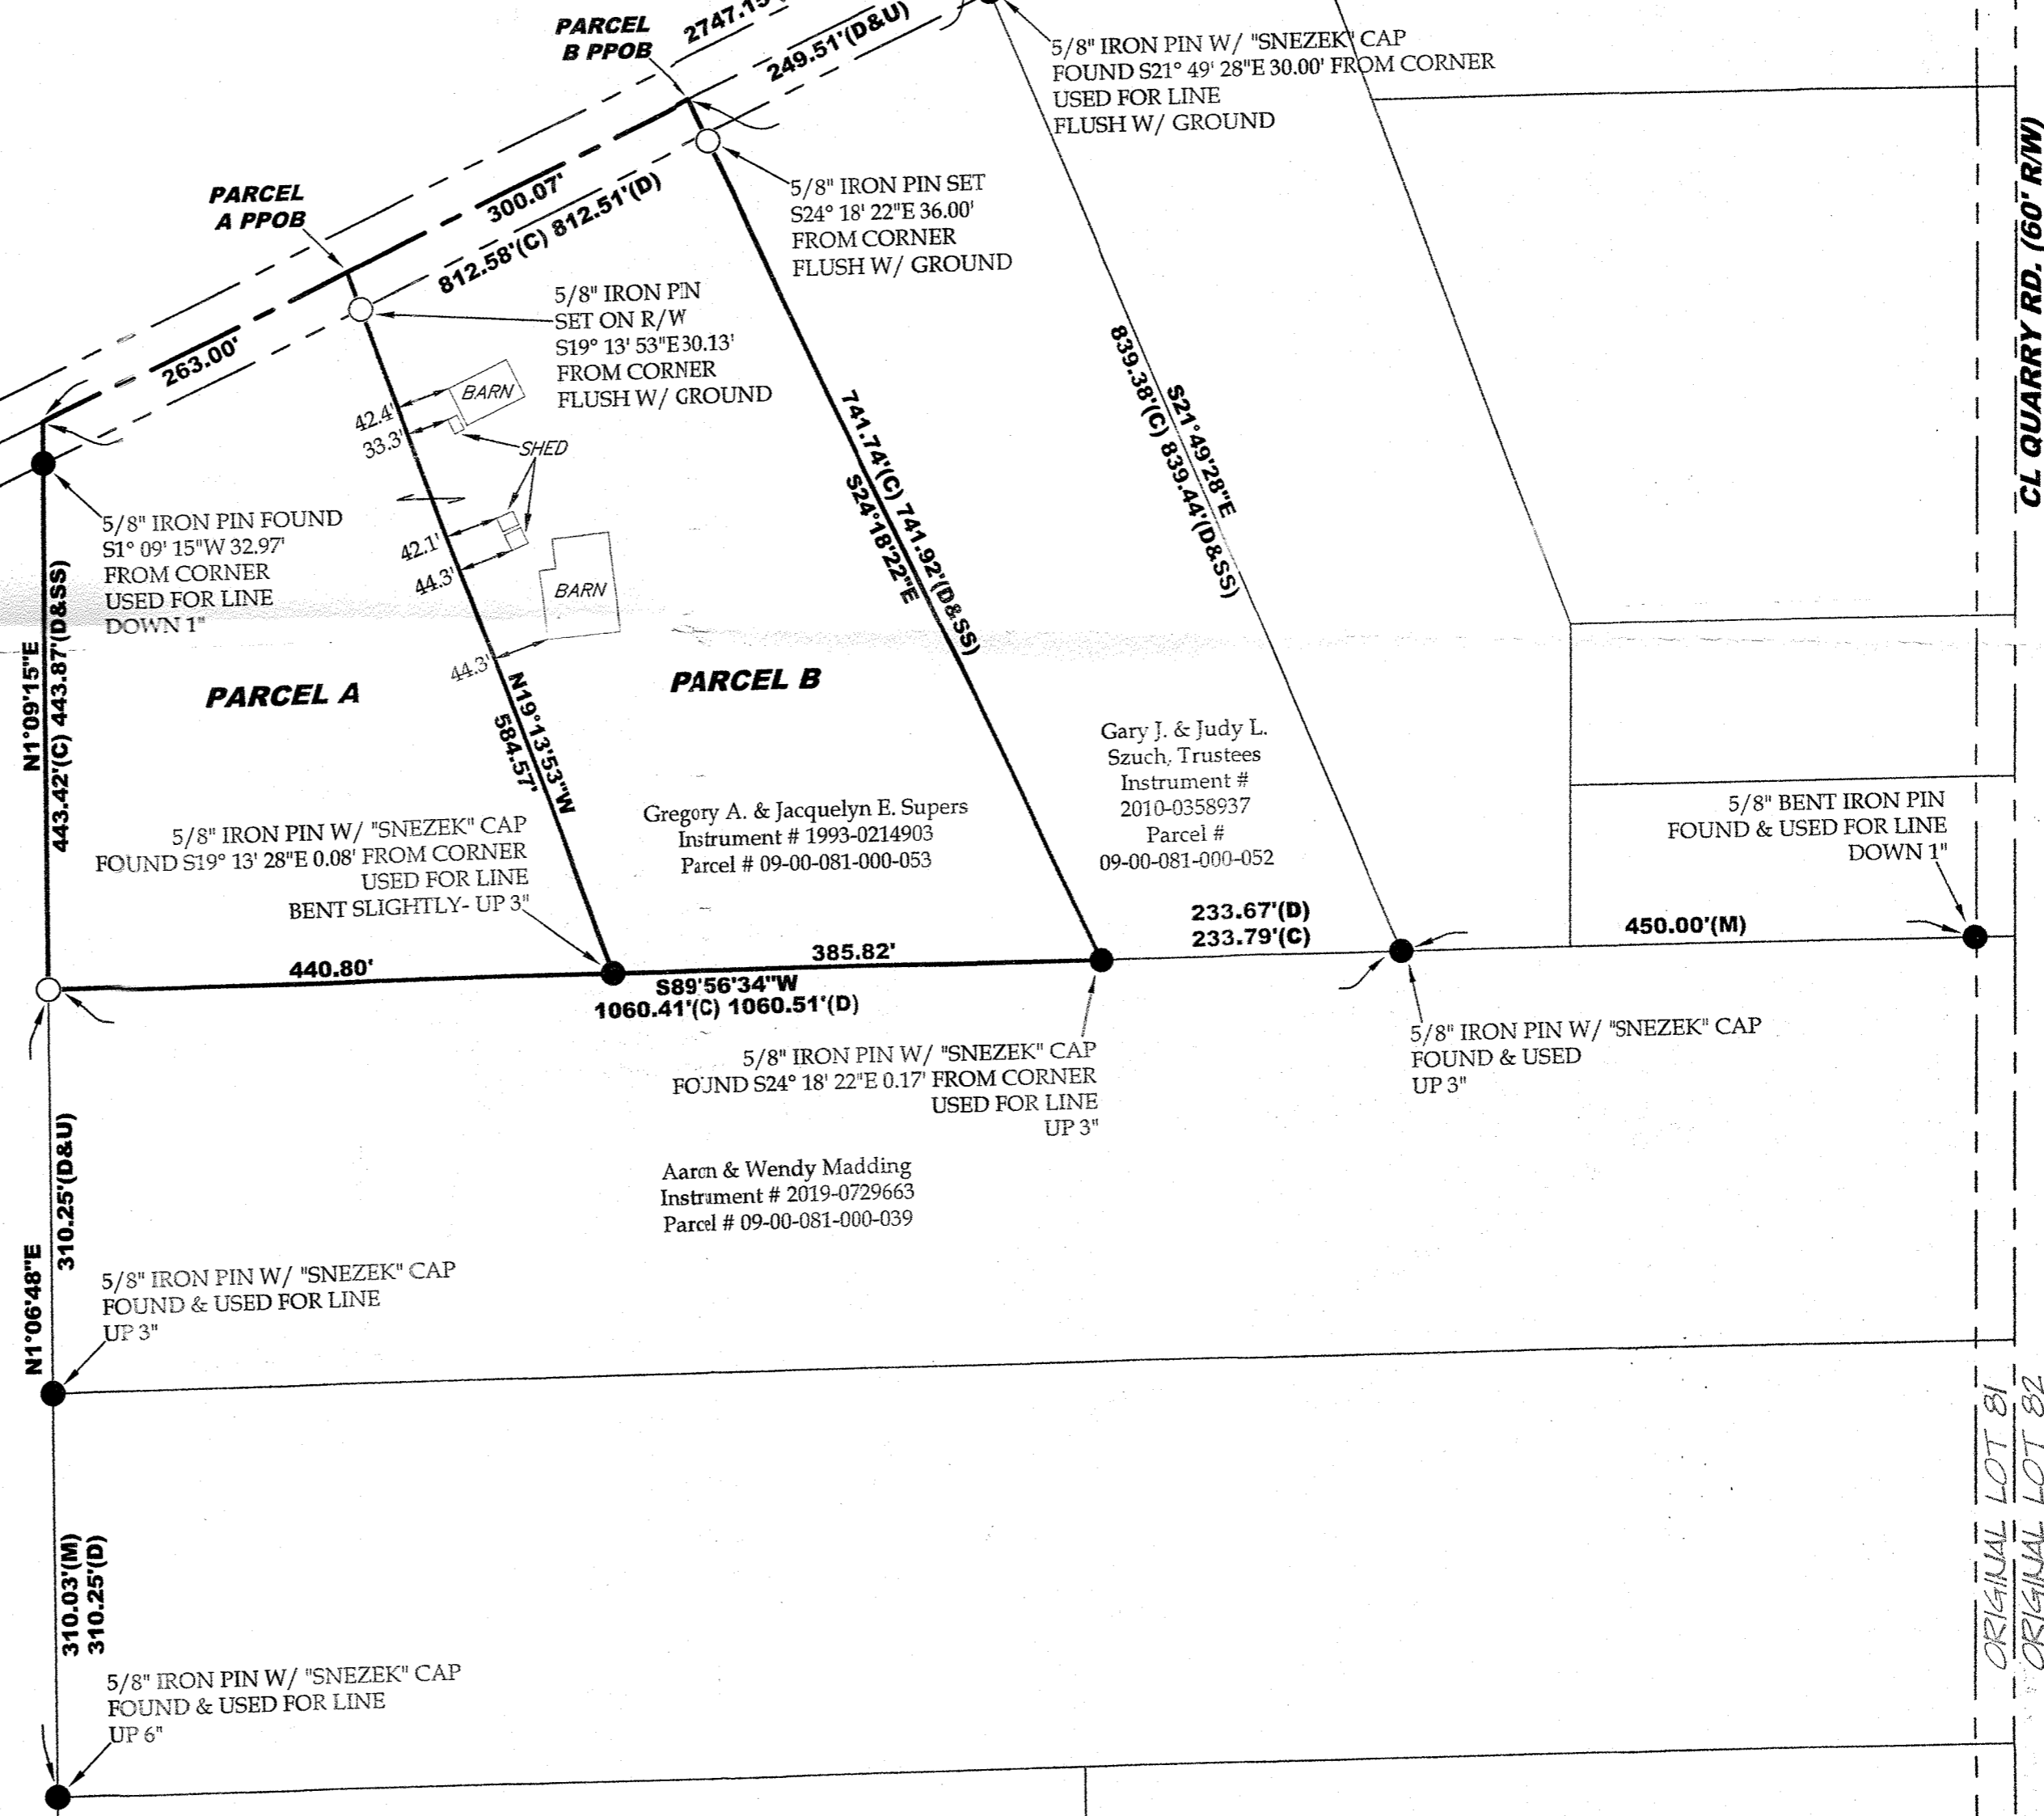 PARCEL
B PPOB
249.51'(D&U)
5/8" IRON PIN W/ "SNEZEK" CAP
FOUND S21° 49' 28"E 30.00' FROM CORNER
USED FOR LINE
FLUSH W/ GROUND
CL QUARRY RD. (60' R/W)
PARCEL
A PPOB
300.07'
812.58'(C) 812.51'(D)
5/8" IRON PIN SET
S24° 18' 22"E 36.00'
FROM CORNER
FLUSH W/ GROUND
263.00'
5/8" IRON PIN
SET ON R/W
S19° 13' 53"E 30.13'
FROM CORNER
FLUSH W/ GROUND
BARN
42.4'
33.3'
SHED
42.1'
44.3'
BARN
44.3'
5/8" IRON PIN FOUND
S1° 09' 15"W 32.97'
FROM CORNER
USED FOR LINE
DOWN 1"
N1°09'15"E
443.42'(C) 443.87'(D&SS)
741.74'(C) 741.92'(D&SS)
S24°18'22"E
S21°49'28"E
839.38'(C) 839.44'(D&SS)
PARCEL A
PARCEL B
N19°13'53"W
584.57'
Gary J. & Judy L.
Szuch, Trustees
Instrument #
2010-0358937
Parcel #
09-00-081-000-052
Gregory A. & Jacquelyn E. Supers
Instrument # 1993-0214903
Parcel # 09-00-081-000-053
5/8" IRON PIN W/ "SNEZEK" CAP
FOUND S19° 13' 28"E 0.08' FROM CORNER
USED FOR LINE
BENT SLIGHTLY- UP 3"
5/8" BENT IRON PIN
FOUND & USED FOR LINE
DOWN 1"
440.80'
385.82'
233.67'(D)
233.79'(C)
450.00'(M)
S89°56'34"W
1060.41'(C) 1060.51'(D)
5/8" IRON PIN W/ "SNEZEK" CAP
FOUND S24° 18' 22"E 0.17' FROM CORNER
USED FOR LINE
UP 3"
5/8" IRON PIN W/ "SNEZEK" CAP
FOUND & USED
UP 3"
Aaron & Wendy Madding
Instrument # 2019-0729663
Parcel # 09-00-081-000-039
310.25'(D&U)
N1°06'48"E
5/8" IRON PIN W/ "SNEZEK" CAP
FOUND & USED FOR LINE
UP 3"
ORIGINAL LOT 81
ORIGINAL LOT 82
310.03'(M)
310.25'(D)
5/8" IRON PIN W/ "SNEZEK" CAP
FOUND & USED FOR LINE
UP 6"